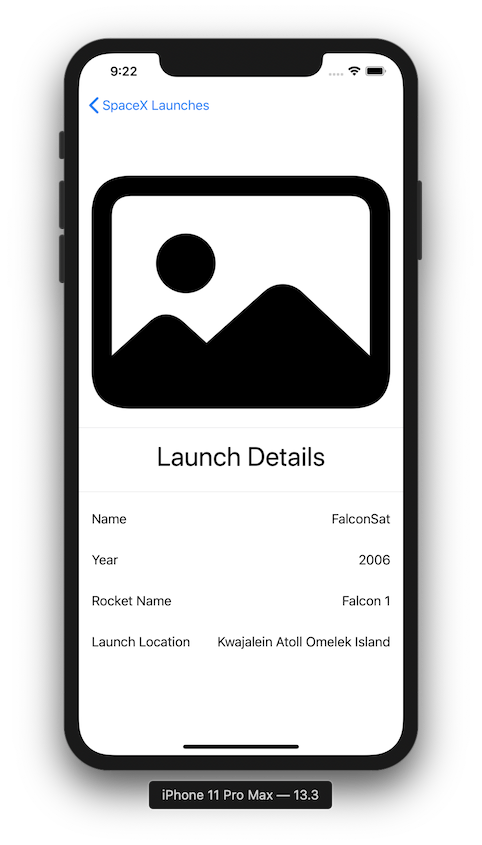 9:22
SpaceX Launches
Launch Details
Name FalconSat
Year 2006
Rocket Name Falcon 1
Launch Location Kwajalein Atoll Omelek Island
iPhone 11 Pro Max — 13.3